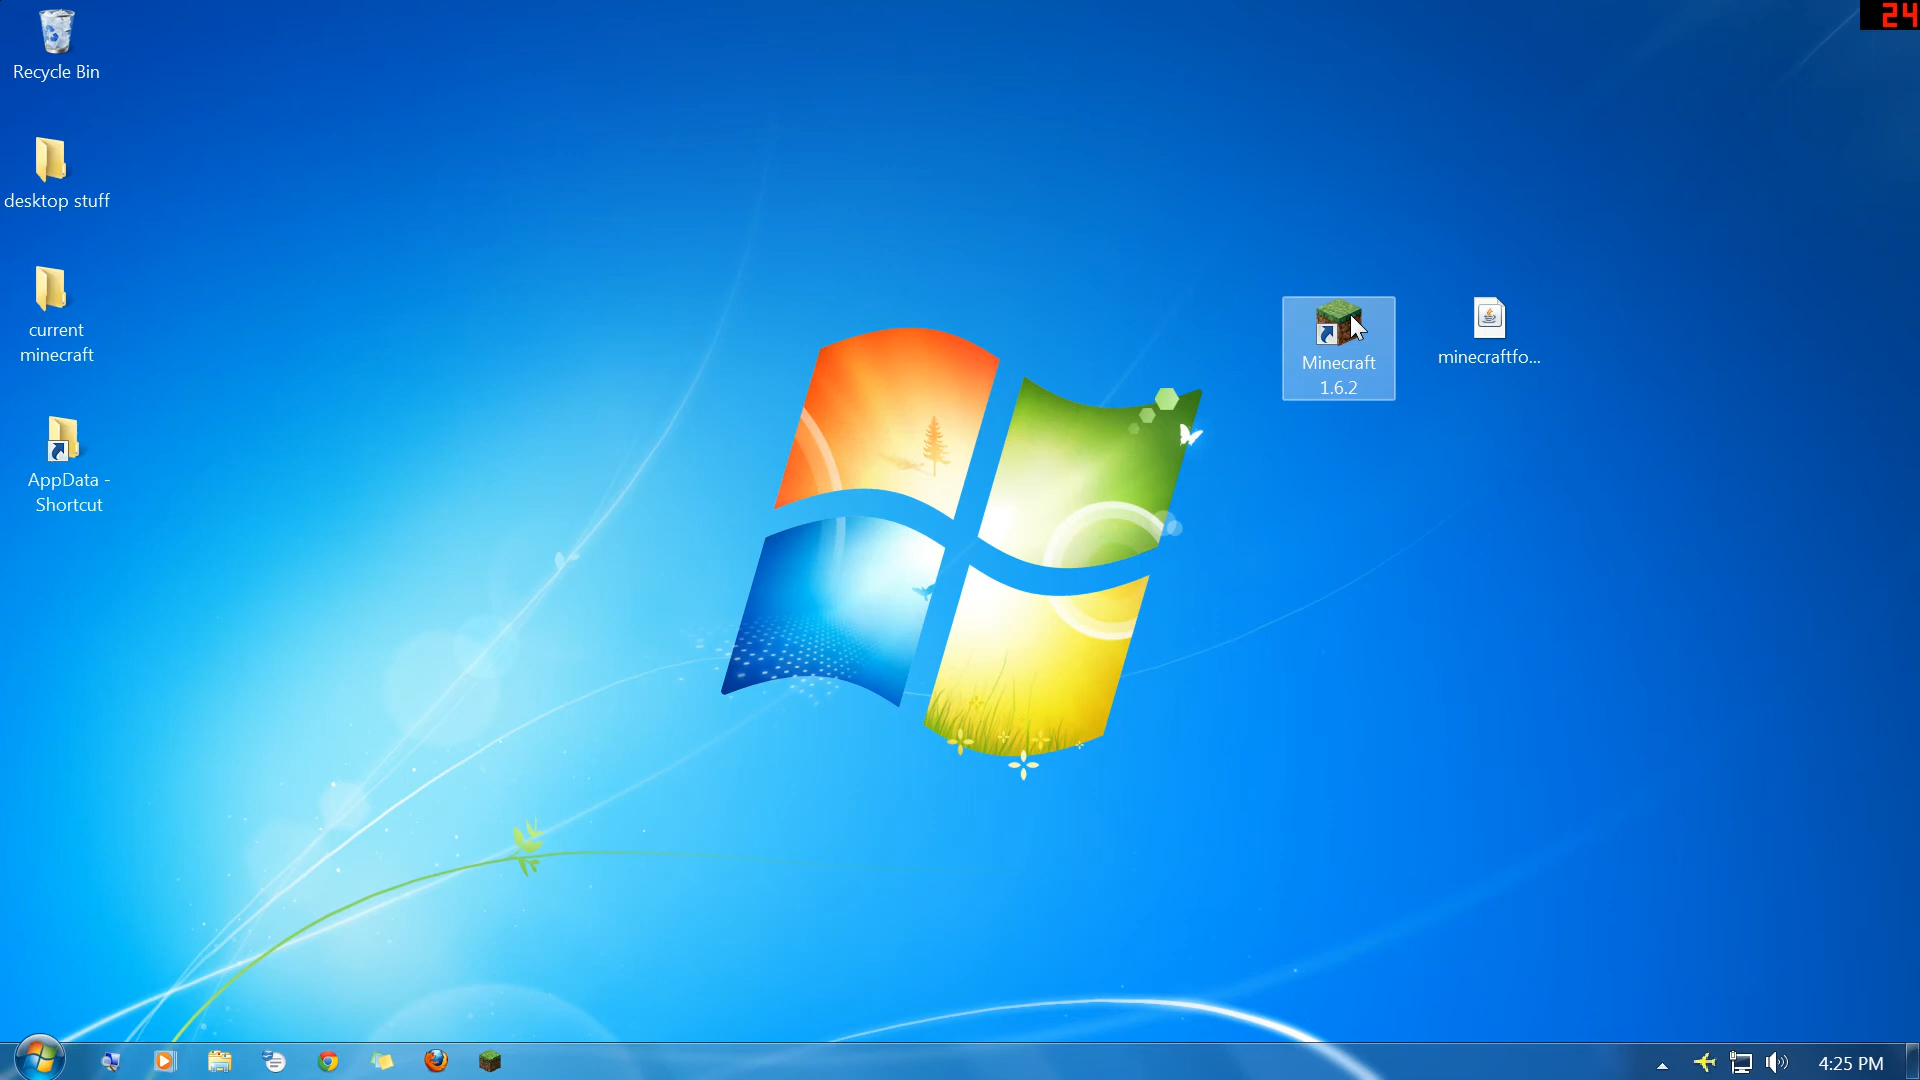 24
Recycle Bin
desktop stuff
current
minecraft
AppData -
Shortcut
Minecraft
1.6.2
minecraftfo...
4:25 PM